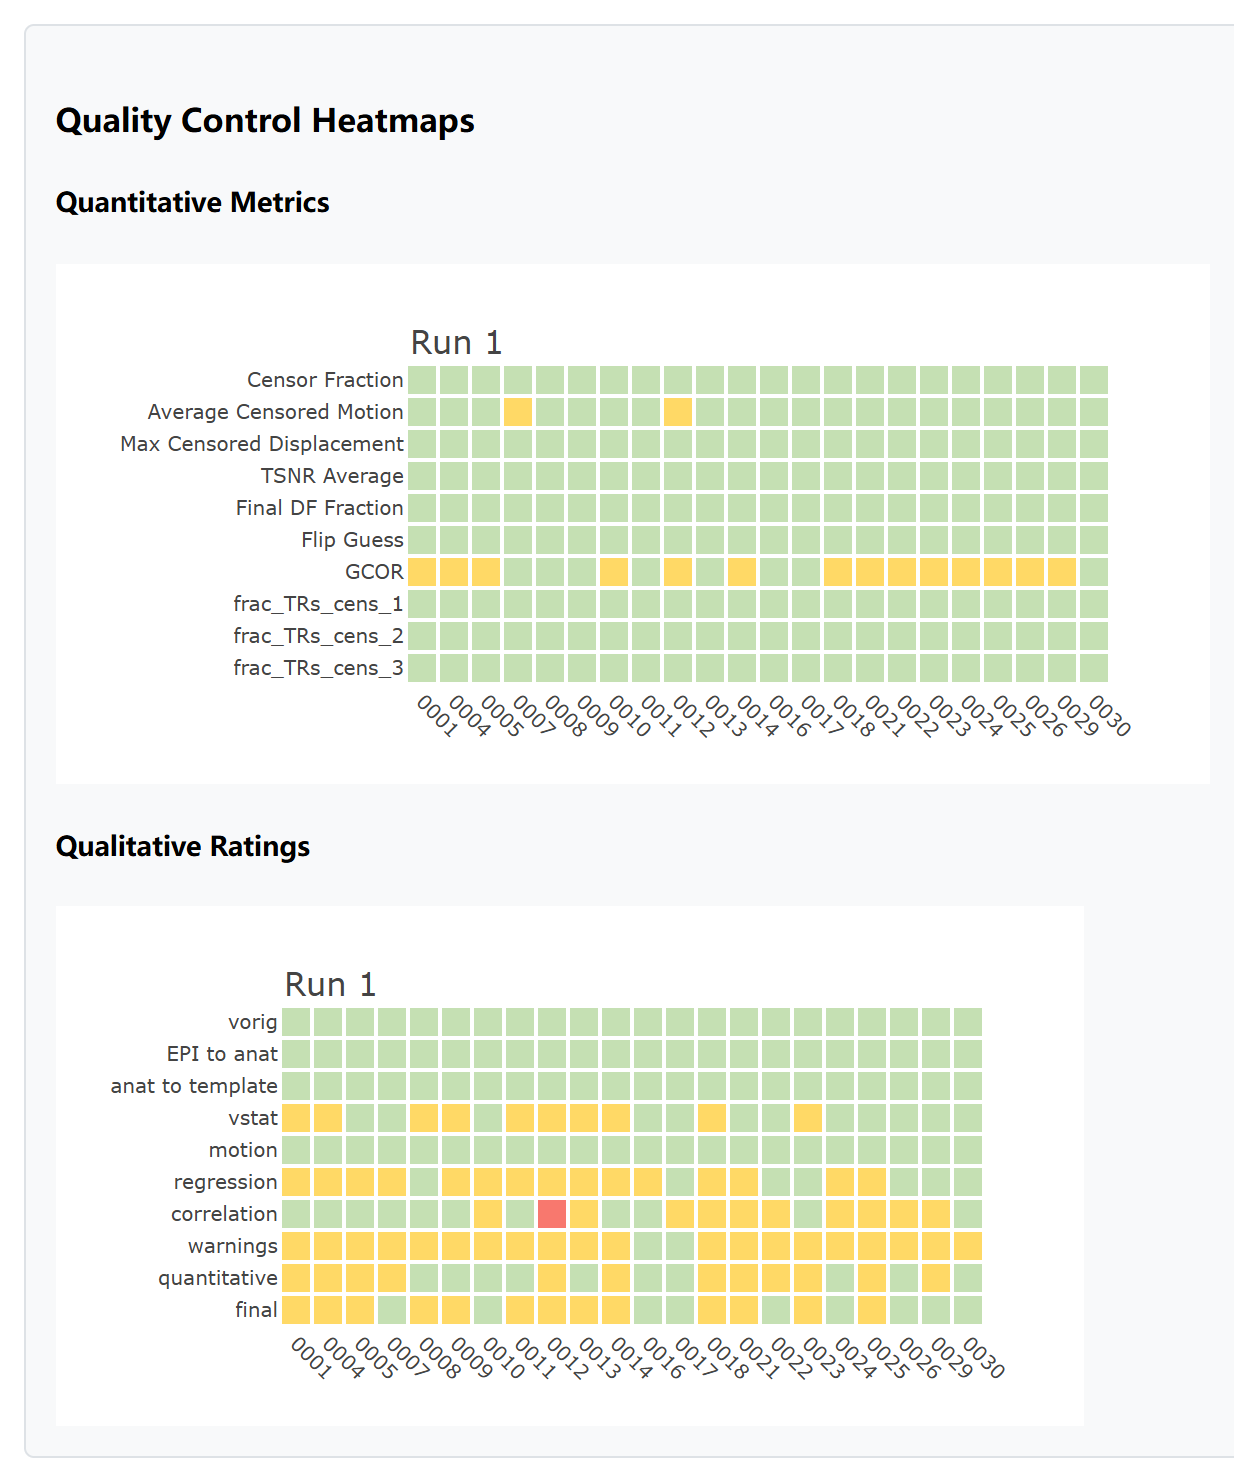 Quality Control Heatmaps
Quantitative Metrics
Run 1
Censor Fraction
Average Censored Motion
Max Censored Displacement
TSNR Average
Final DF Fraction
Flip Guess
GCOR
frac_TRs_cens_1
frac_TRs_cens_2
frac_TRs_cens_3
0001 0004 0005 0007 0008 0009 0010 0011 0012 0013 0014 0016 0017 0018 0021 0022 0023 0024 0025 0026 0029 0030
Qualitative Ratings
Run 1
vorig
EPI to anat
anat to template
vstat
motion
regression
correlation
warnings
quantitative
final
0001 0004 0005 0007 0008 0009 0010 0011 0012 0013 0014 0016 0017 0018 0021 0022 0023 0024 0025 0026 0029 0030